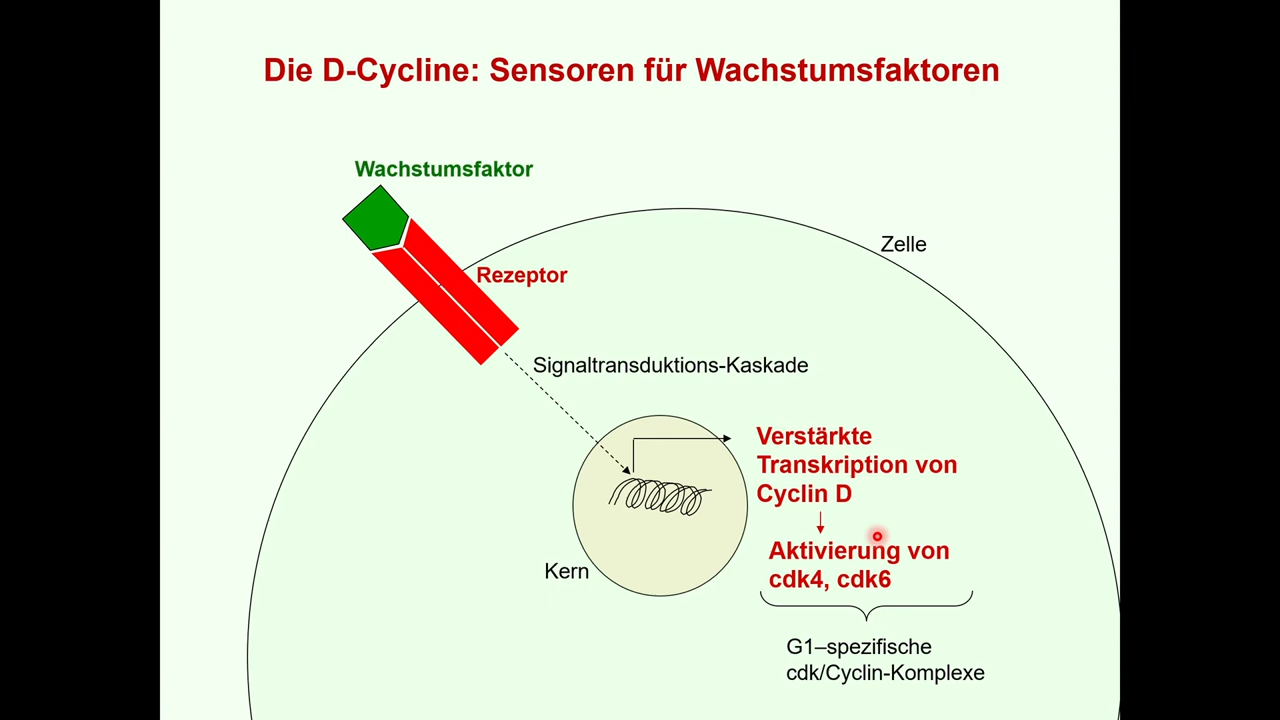 Die D-Cycline: Sensoren für Wachstumsfaktoren
Wachstumsfaktor
Zelle
Rezeptor
Signaltransduktions-Kaskade
Verstärkte
Transkription von
Cyclin D
Aktivierung von
cdk4, cdk6
Kern
G1–spezifische
cdk/Cyclin-Komplexe